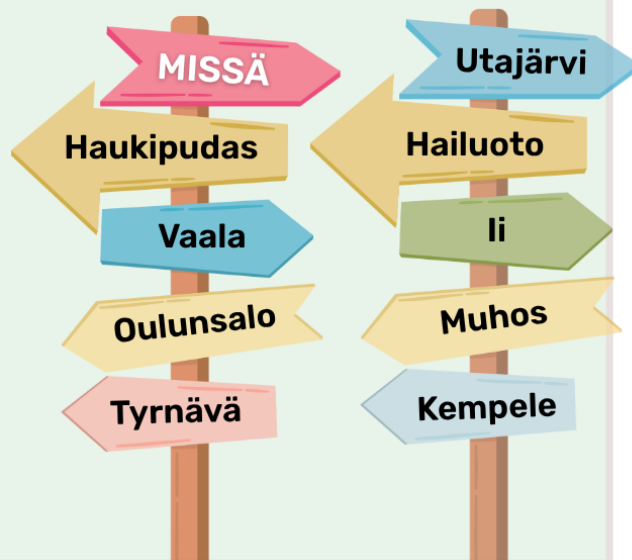 MISSÄ
Haukipudas
Vaala
Oulunsalo
Tyrnävä
Utajärvi
Hailuoto
Ii
Muhos
Kempele